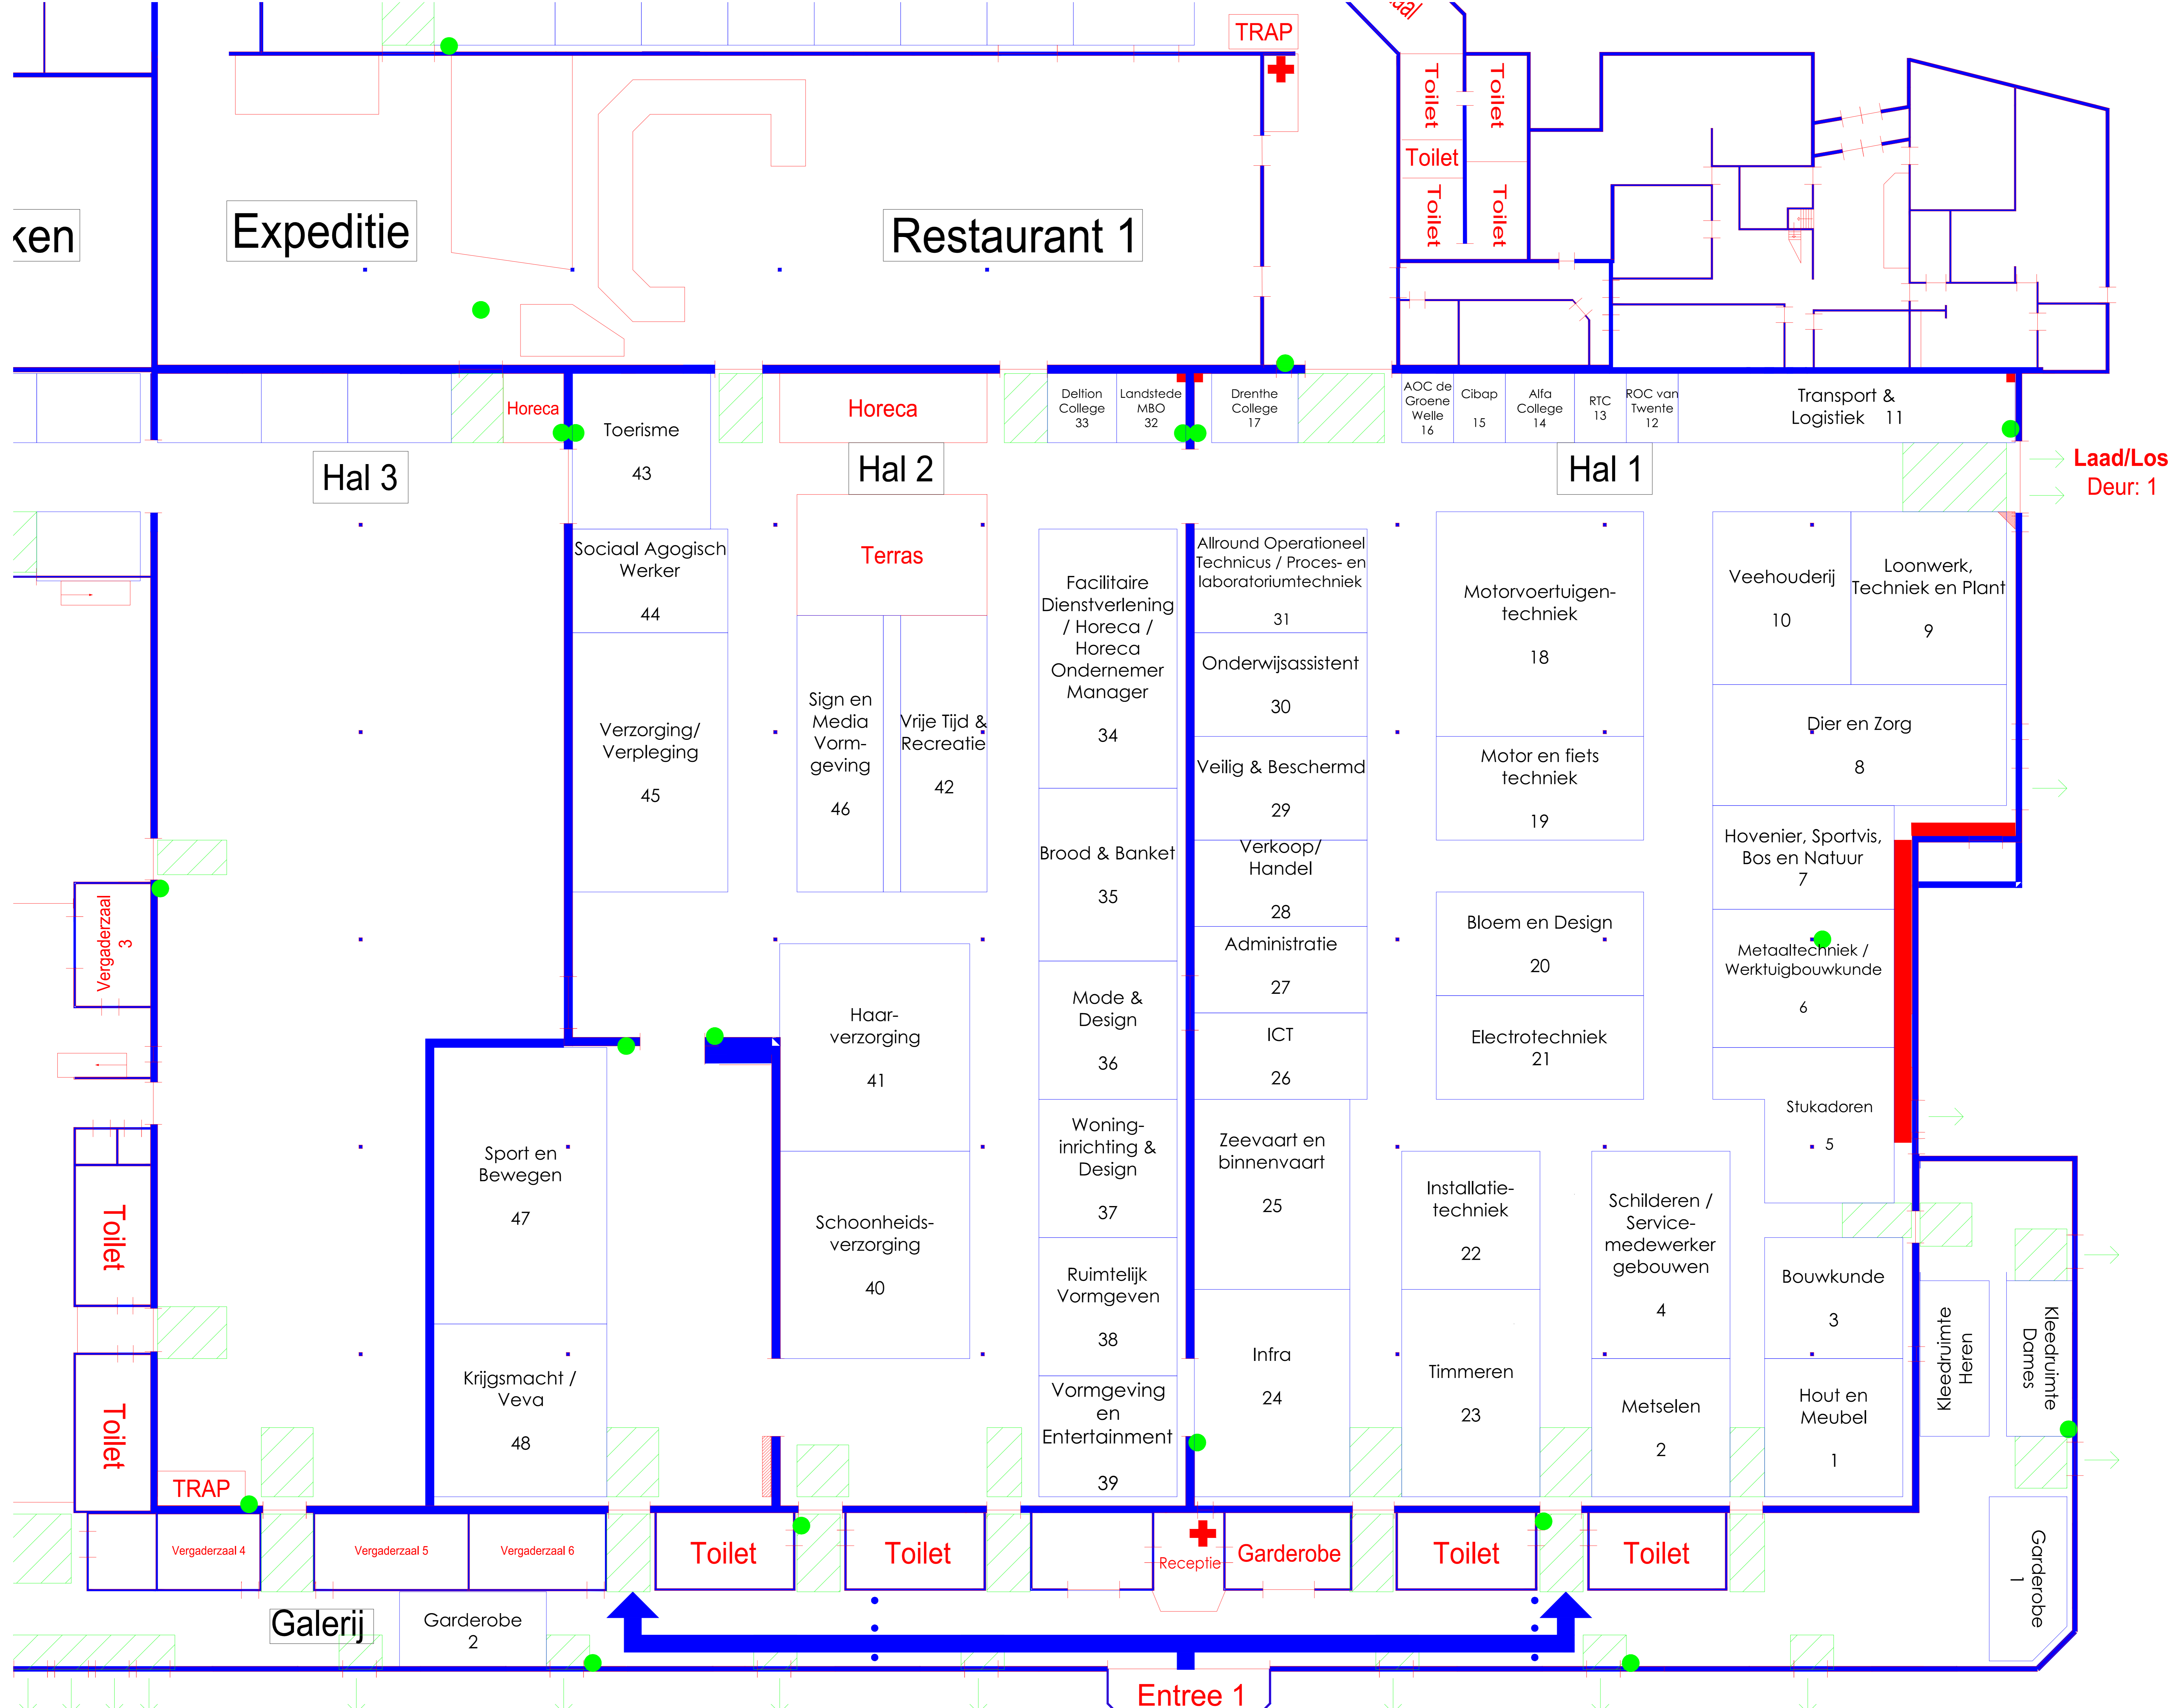 TRAP
Toilet
Toilet
Toilet
Toilet
Toilet
Expeditie
Restaurant 1
Horeca
Toerisme
43
Horeca
Deltion
College
33
Landstede
MBO
32
Drenthe
College
17
AOC de
Groene
Welle
16
Cibap
15
Alfa
College
14
RTC
13
ROC van
Twente
12
Transport &
Logistiek 11
Hal 3
Hal 2
Hal 1
Laad/Los
Deur: 1
Terras
Sociaal Agogisch
Werker
44
Facilitaire
Dienstverlening
/ Horeca /
Horeca
Ondernemer
Manager
34
Allround Operationeel
Technicus / Proces- en
laboratoriumtechniek
31
Motorvoertuigen-
techniek
18
Veehouderij
10
Loonwerk,
Techniek en Plant
9
Verzorging/
Verpleging
45
Sign en
Media
Vorm-
geving
46
Vrije Tijd &
Recreatie
42
Onderwijsassistent
30
Dier en Zorg
8
Veilig & Beschermd
29
Motor en fiets
techniek
19
Brood & Banket
35
Verkoop/
Handel
28
Hovenier, Sportvis,
Bos en Natuur
7
Vergaderzaal
3
Administratie
27
Bloem en Design
20
Metaaltechniek /
Werktuigbouwkunde
6
Haar-
verzorging
41
Mode &
Design
36
ICT
26
Electrotechniek
21
Stukadoren
5
Sport en
Bewegen
47
Woning-
inrichting &
Design
37
Zeevaart en
binnenvaart
25
Installatie-
techniek
22
Schilderen /
Service-
medewerker
gebouwen
4
Toilet
Schoonheids-
verzorging
40
Ruimtelijk
Vormgeven
38
Bouwkunde
3
Kleedruimte
Heren
Kleedruimte
Dames
Krijgsmacht /
Veva
48
Infra
24
Timmeren
23
Metselen
2
Hout en
Meubel
1
Toilet
Vormgeving
en
Entertainment
39
TRAP
Vergaderzaal 4
Vergaderzaal 5
Vergaderzaal 6
Toilet
Toilet
Receptie
Garderobe
Toilet
Toilet
Garderobe
1
Galerij
Garderobe
2
Entree 1